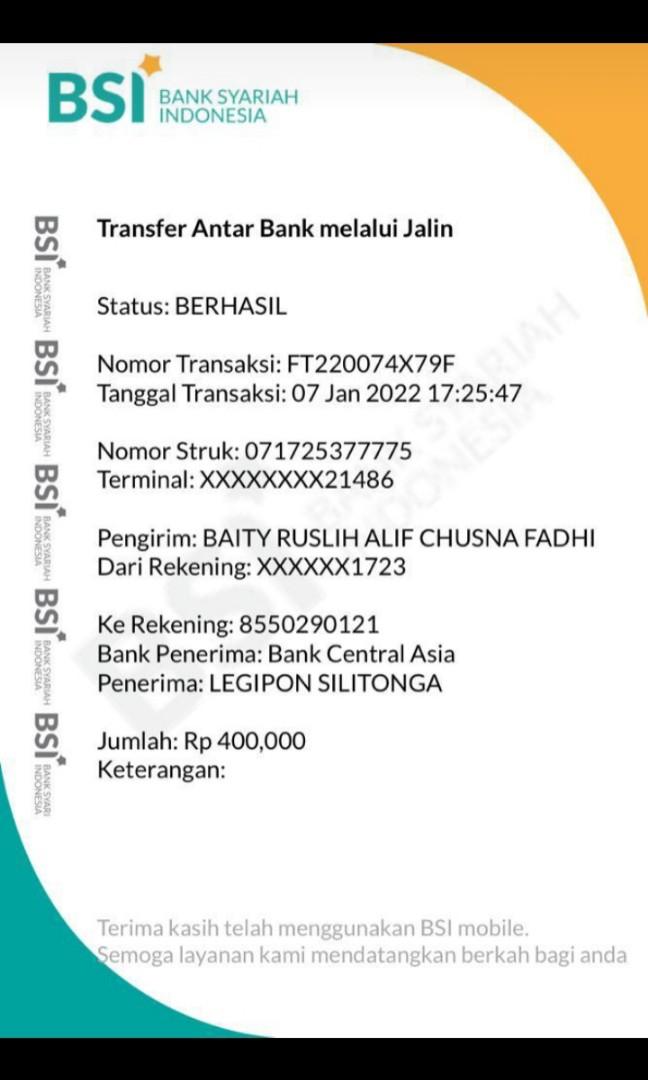 BSI BANK SYARIAH
INDONESIA
Transfer Antar Bank melalui Jalin
Status: BERHASIL
Nomor Transaksi: FT220074X79F
Tanggal Transaksi: 07 Jan 2022 17:25:47
Nomor Struk: 071725377775
Terminal: XXXXXXXX21486
Pengirim: BAITY RUSLIH ALIF CHUSNA FADHI
Dari Rekening: XXXXXX1723
Ke Rekening: 8550290121
Bank Penerima: Bank Central Asia
Penerima: LEGIPON SILITONGA
Jumlah: Rp 400,000
Keterangan:
Terima kasih telah menggunakan BSI mobile.
Semoga layanan kami mendatangkan berkah bagi anda
BSI BANK SYARIAH INDONESIA
BSI BANK SYARIAH INDONESIA
BSI BANK SYARIAH INDONESIA
BSI BANK SYARIAH INDONESIA
BSI BANK SYARI INDONESIA
BSI BANK SYARIAH INDONESIA